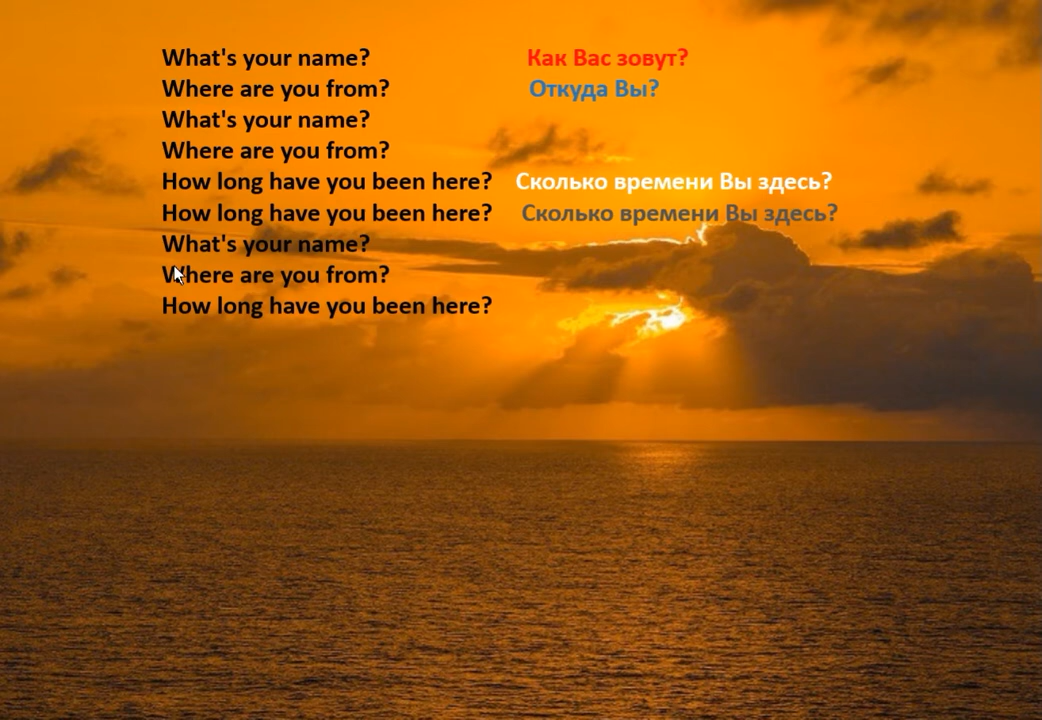 What's your name? Как Вас зовут?
Where are you from? Откуда Вы?
What's your name?
Where are you from?
How long have you been here? Сколько времени Вы здесь?
How long have you been here? Сколько времени Вы здесь?
What's your name?
Where are you from?
How long have you been here?